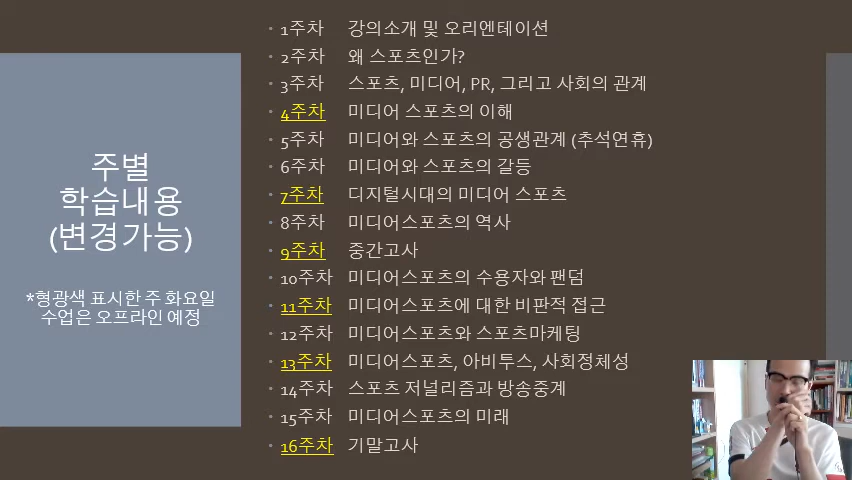 주별
학습내용
(변경가능)
*형광색 표시한 주 화요일
수업은 오프라인 예정
1주차 강의소개 및 오리엔테이션
2주차 왜 스포츠인가?
3주차 스포츠, 미디어, PR, 그리고 사회의 관계
4주차 미디어 스포츠의 이해
5주차 미디어와 스포츠의 공생관계 (추석연휴)
6주차 미디어와 스포츠의 갈등
7주차 디지털시대의 미디어 스포츠
8주차 미디어스포츠의 역사
9주차 중간고사
10주차 미디어스포츠의 수용자와 팬덤
11주차 미디어스포츠에 대한 비판적 접근
12주차 미디어스포츠와 스포츠마케팅
13주차 미디어스포츠, 아비투스, 사회정체성
14주차 스포츠 저널리즘과 방송중계
15주차 미디어스포츠의 미래
16주차 기말고사